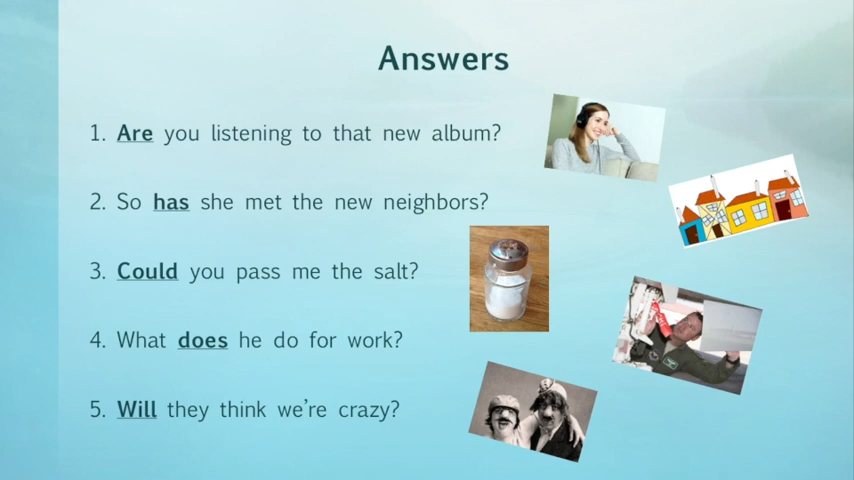 Answers
1. Are you listening to that new album?
2. So has she met the new neighbors?
3. Could you pass me the salt?
4. What does he do for work?
5. Will they think we’re crazy?